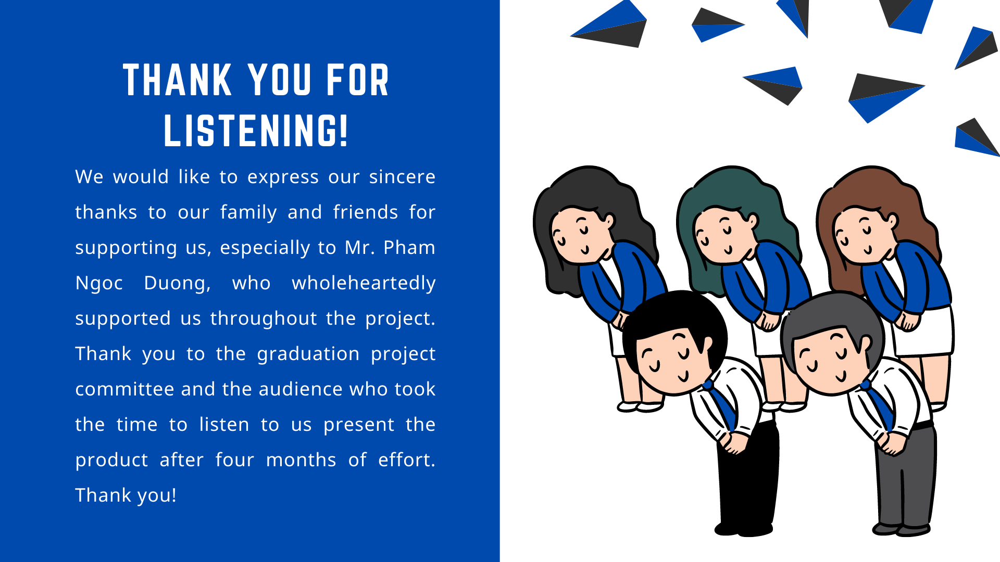 THANK YOU FOR
LISTENING!
We would like to express our sincere
thanks to our family and friends for
supporting us, especially to Mr. Pham
Ngoc Duong, who wholeheartedly
supported us throughout the project.
Thank you to the graduation project
committee and the audience who took
the time to listen to us present the
product after four months of effort.
Thank you!